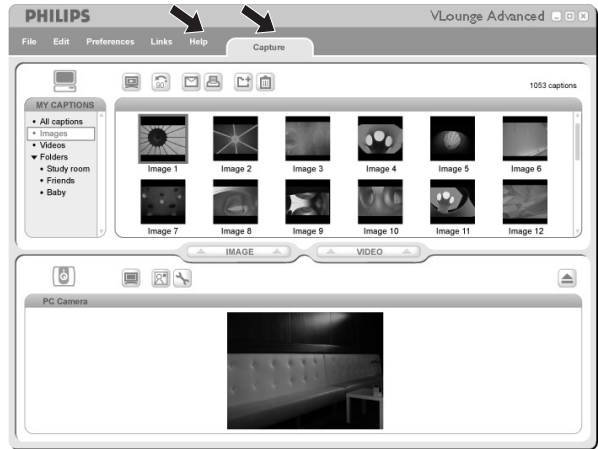 PHILIPS
VLounge Advanced
File Edit Preferences Links Help
Capture
90°
1053 captions
MY CAPTIONS
• All captions
• Images
• Videos
▼ Folders
• Study room
• Friends
• Baby
Image 1 Image 2 Image 3 Image 4 Image 5 Image 6
Image 7 Image 8 Image 9 Image 10 Image 11 Image 12
IMAGE VIDEO
PC Camera